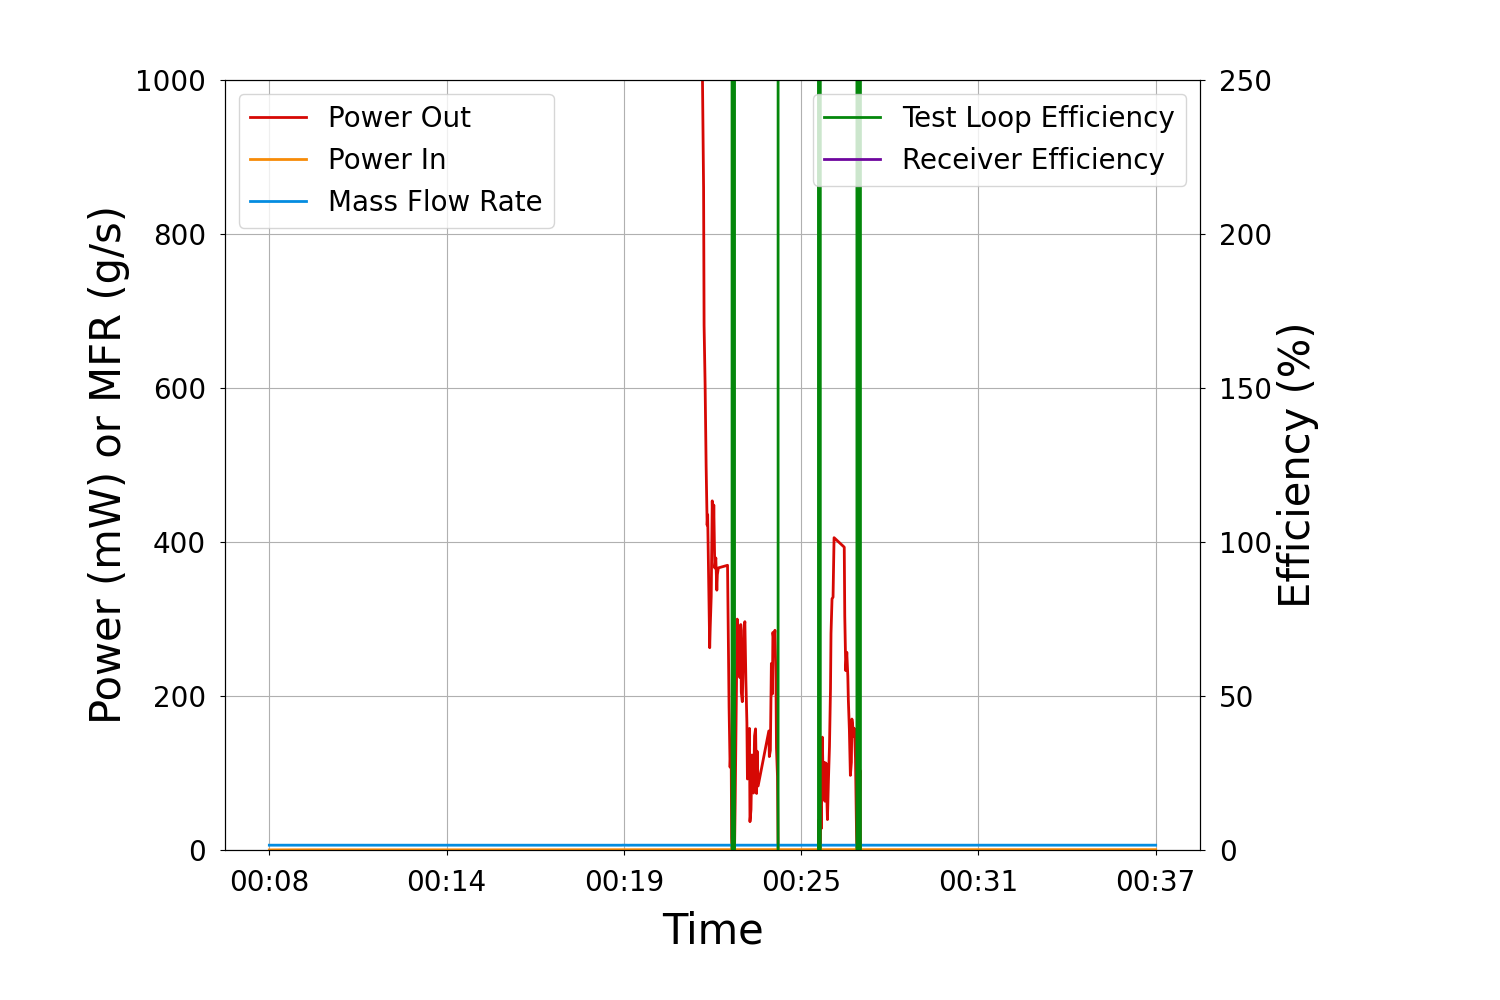 Power (mW) or MFR (g/s)
1000
800
600
400
200
0
Power Out
Power In
Mass Flow Rate
Test Loop Efficiency
Receiver Efficiency
250
200
150
100
50
0
Efficiency (%)
00:08 00:14 00:19 00:25 00:31 00:37
Time